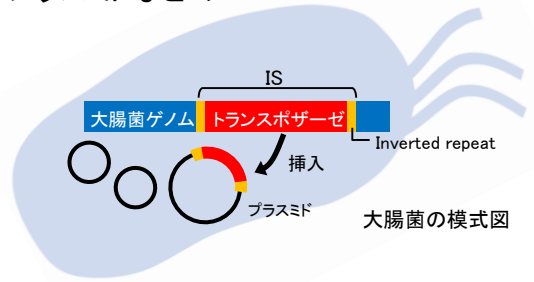 IS
大腸菌ゲノム
トランスポザーゼ
Inverted repeat
挿入
プラスミド
大腸菌の模式図